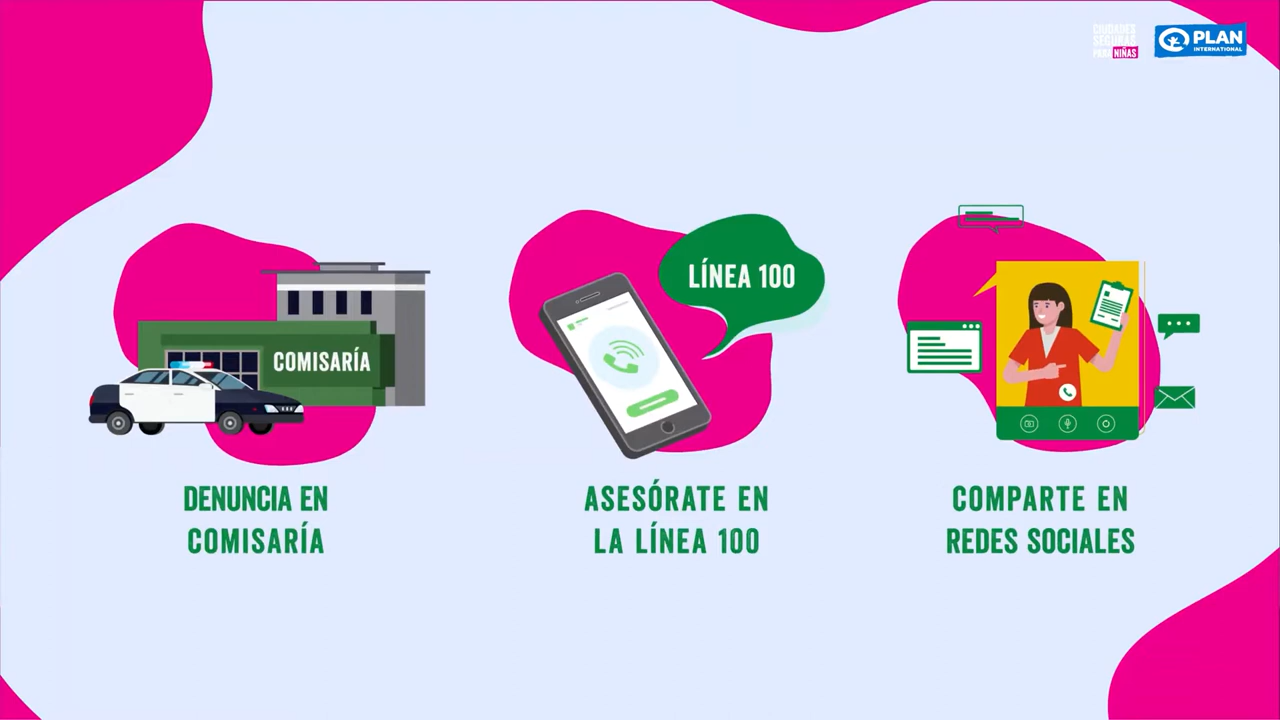 CIUDADES
SEGURAS
PARA NIÑAS
PLAN
INTERNATIONAL
COMISARÍA
LÍNEA 100
DENUNCIA EN
COMISARÍA
ASESÓRATE EN
LA LÍNEA 100
COMPARTE EN
REDES SOCIALES